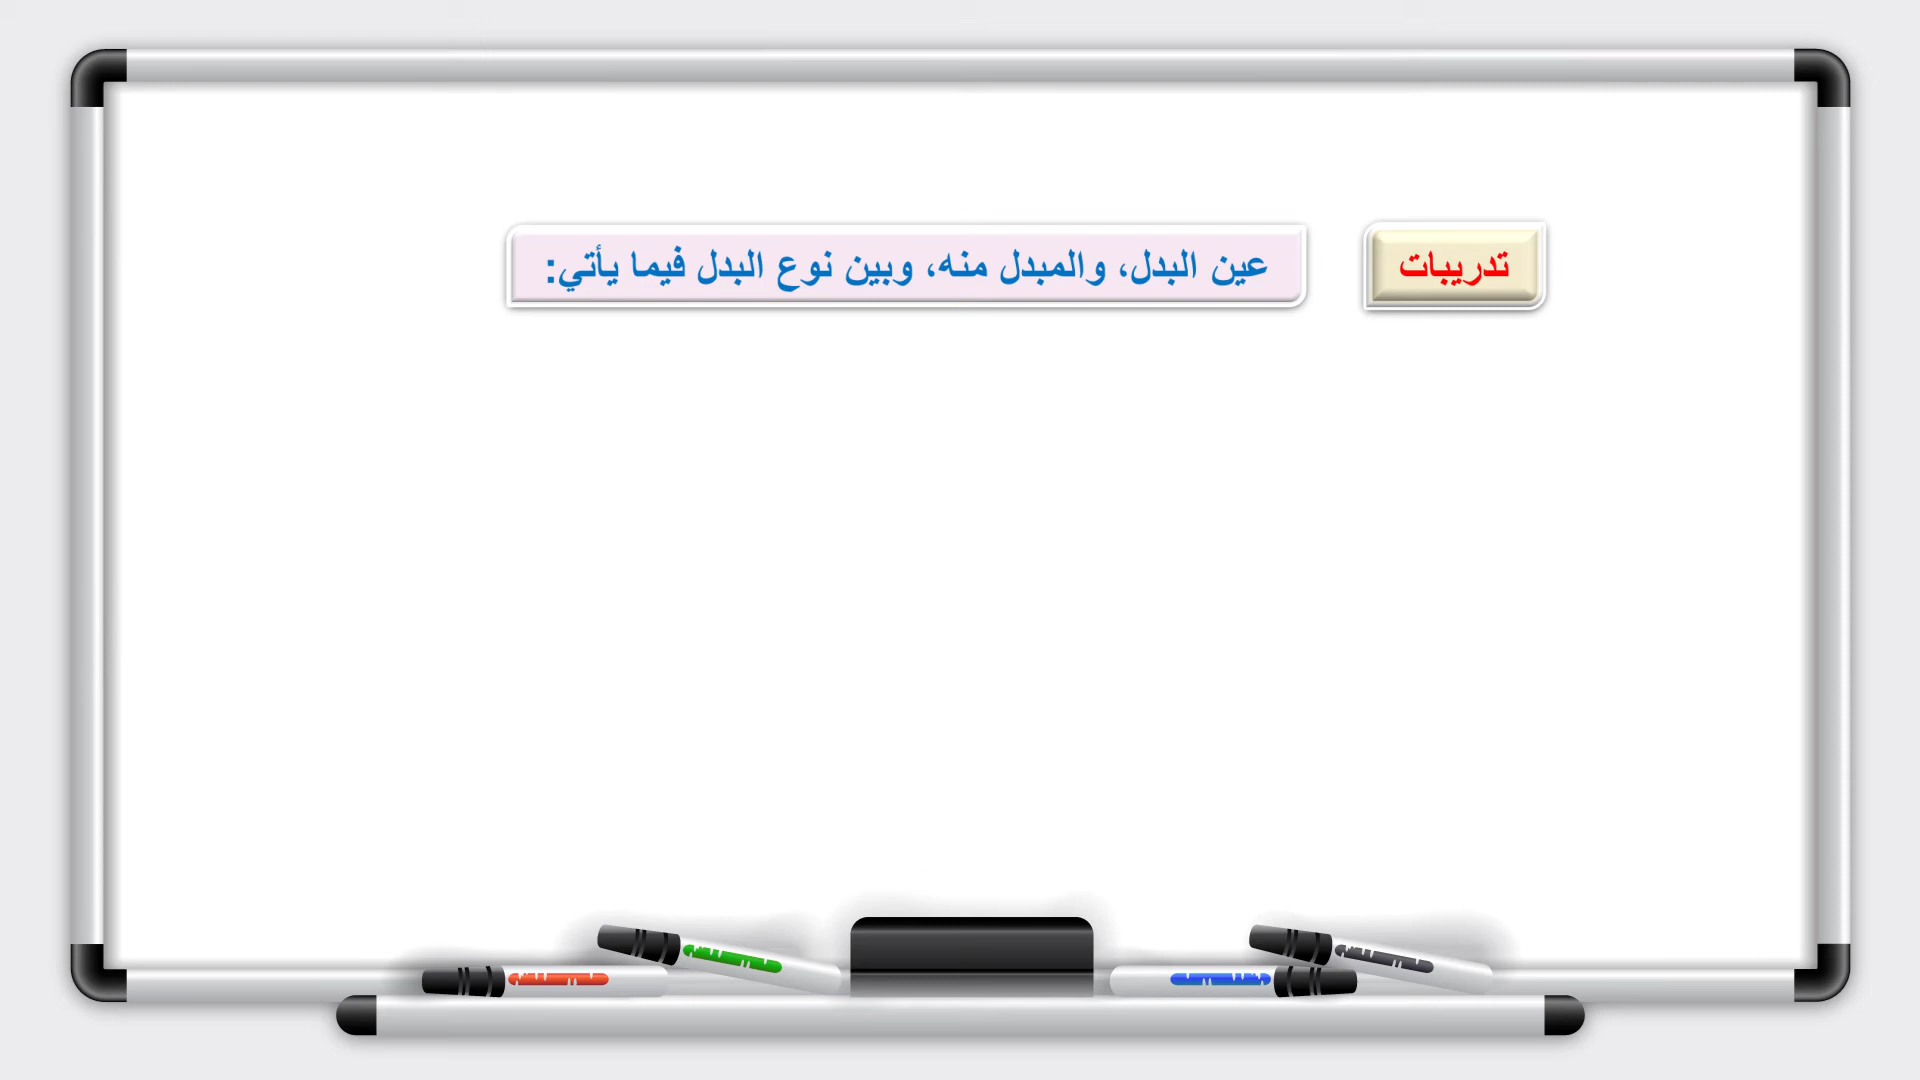 تدريبات
عين البدل، والمبدل منه، وبين نوع البدل فيما يأتي: